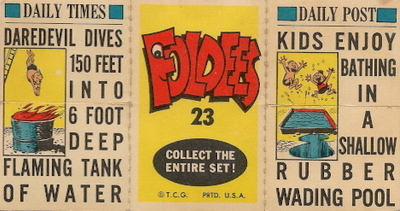 DAILY TIMES
DAREDEVIL DIVES
150 FEET
INTO
6 FOOT
DEEP
FLAMING TANK
OF WATER
FOLDEES
23
COLLECT THE
ENTIRE SET!
© T.C.G. PRTD. U.S.A.
DAILY POST
KIDS ENJOY
BATHING
IN
A
SHALLOW
RUBBER
WADING POOL